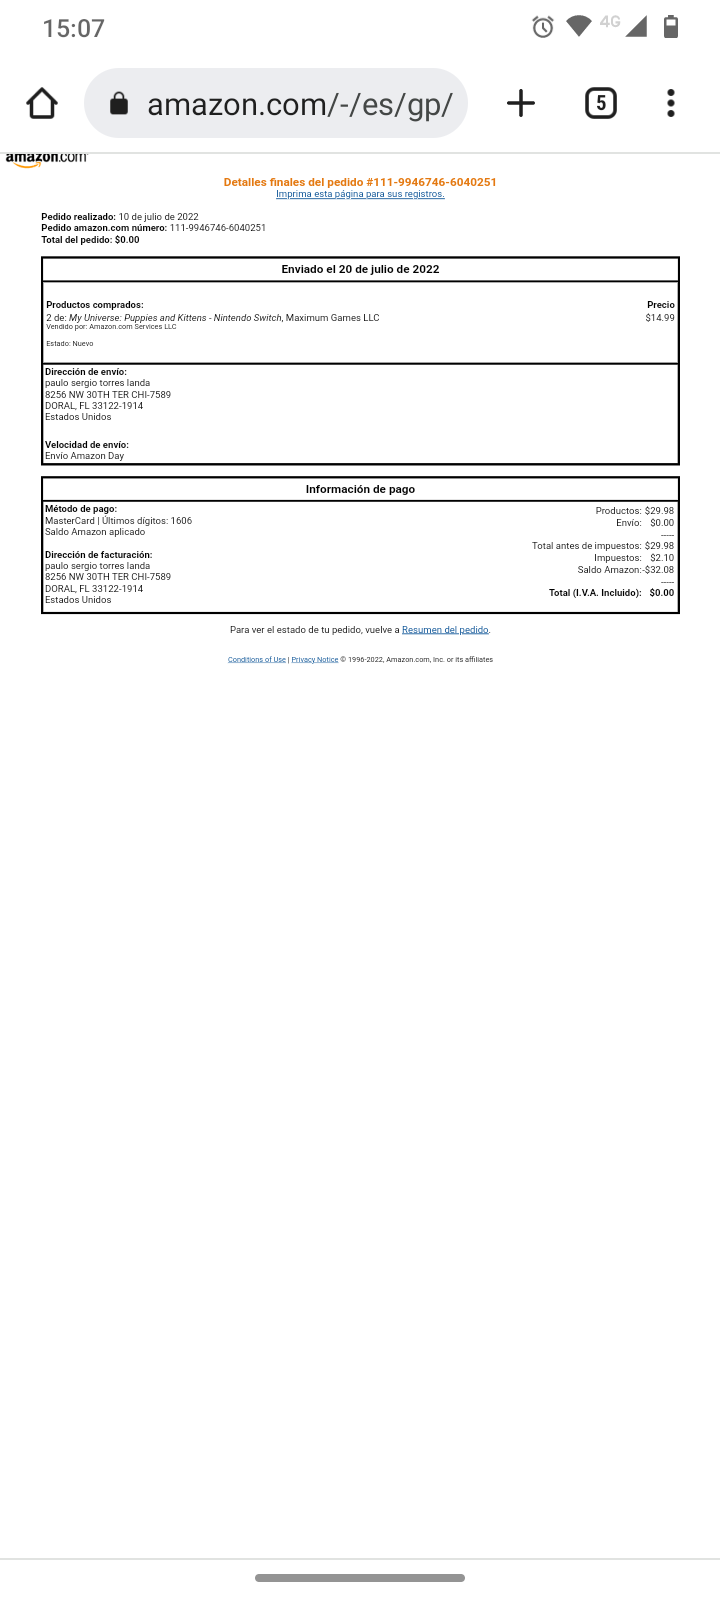 15:07
4G
amazon.com/-/es/gp/
5
amazon.com
Detalles finales del pedido #111-9946746-6040251
Imprima esta página para sus registros.
Pedido realizado: 10 de julio de 2022
Pedido amazon.com número: 111-9946746-6040251
Total del pedido: $0.00
Enviado el 20 de julio de 2022
Productos comprados: Precio
2 de: My Universe: Puppies and Kittens - Nintendo Switch, Maximum Games LLC $14.99
Vendido por: Amazon.com Services LLC
Estado: Nuevo
Dirección de envío:
paulo sergio torres landa
8256 NW 30TH TER CHI-7589
DORAL, FL 33122-1914
Estados Unidos
Velocidad de envío:
Envío Amazon Day
Información de pago
Método de pago:
MasterCard | Últimos dígitos: 1606
Saldo Amazon aplicado
Dirección de facturación:
paulo sergio torres landa
8256 NW 30TH TER CHI-7589
DORAL, FL 33122-1914
Estados Unidos
Productos: $29.98
Envío: $0.00
-----
Total antes de impuestos: $29.98
Impuestos: $2.10
Saldo Amazon:-$32.08
-----
Total (I.V.A. Incluido): $0.00
Para ver el estado de tu pedido, vuelve a Resumen del pedido.
Conditions of Use | Privacy Notice © 1996-2022, Amazon.com, Inc. or its affiliates